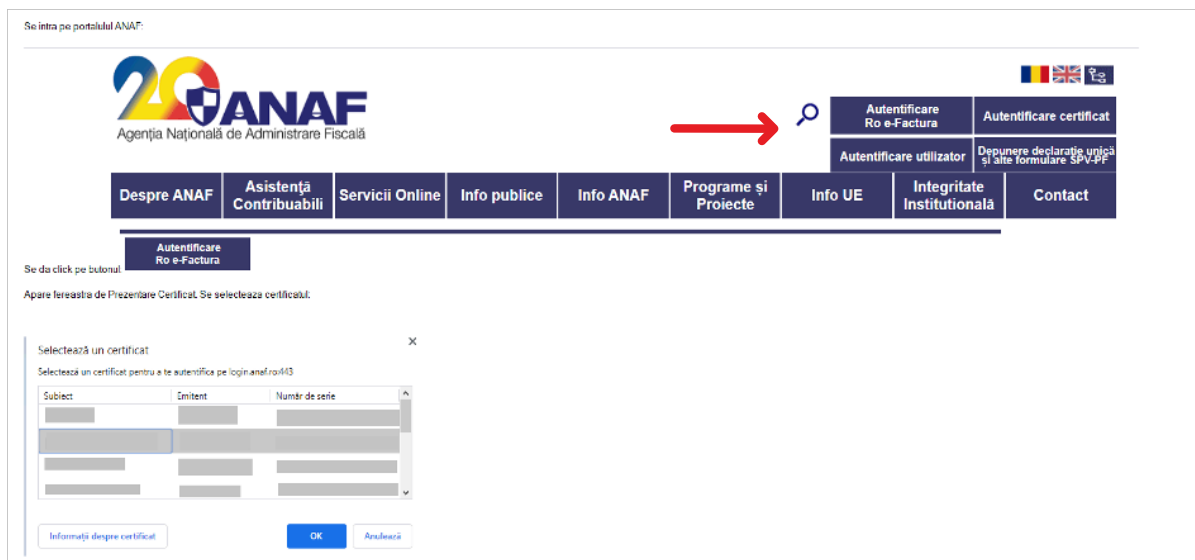 Se intra pe portalulul ANAF:
20 ANAF
Agenția Națională de Administrare Fiscală
Autentificare
Ro e-Factura
Autentificare certificat
Autentificare utilizator
Depunere declarație unică
și alte formulare SPV-PF
Despre ANAF
Asistenţă
Contribuabili
Servicii Online
Info publice
Info ANAF
Programe și
Proiecte
Info UE
Integritate
Institutională
Contact
Se da click pe butonul:
Autentificare
Ro e-Factura
Apare fereastra de Prezentare Certificat. Se selecteaza certificatul:
Selectează un certificat
Selectează un certificat pentru a te autentifica pe login.anaf.ro:443
Subiect Emitent Număr de serie
Informații despre certificat OK Anulează